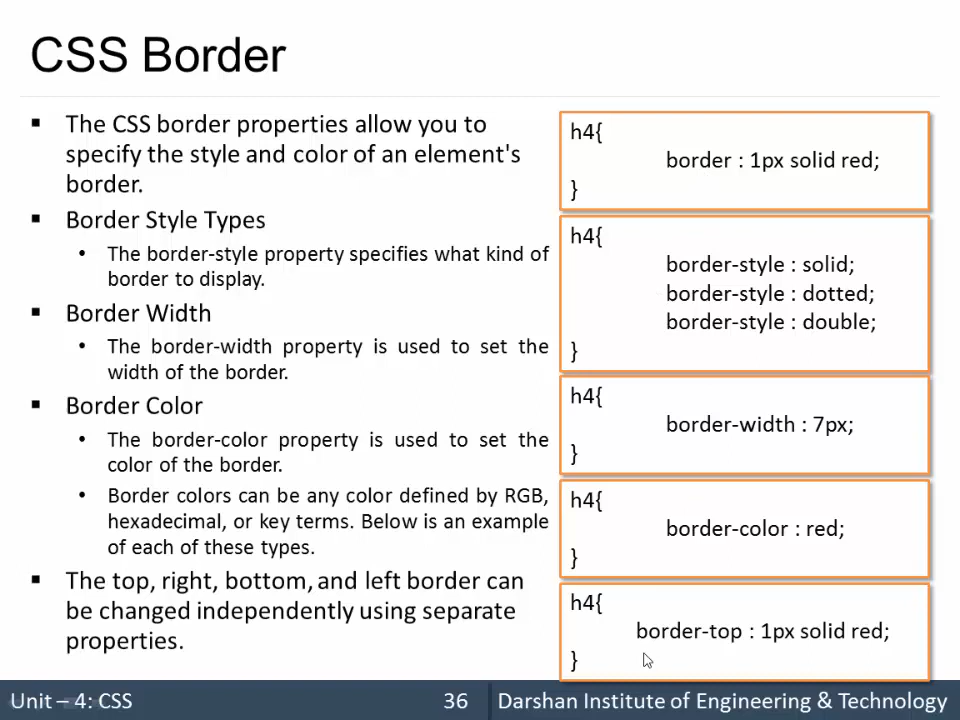 CSS Border
▪ The CSS border properties allow you to
specify the style and color of an element's
border.
▪ Border Style Types
• The border-style property specifies what kind of
border to display.
▪ Border Width
• The border-width property is used to set the
width of the border.
▪ Border Color
• The border-color property is used to set the
color of the border.
• Border colors can be any color defined by RGB,
hexadecimal, or key terms. Below is an example
of each of these types.
▪ The top, right, bottom, and left border can
be changed independently using separate
properties.
h4{
border : 1px solid red;
}
h4{
border-style : solid;
border-style : dotted;
border-style : double;
}
h4{
border-width : 7px;
}
h4{
border-color : red;
}
h4{
border-top : 1px solid red;
}
Unit – 4: CSS 36 Darshan Institute of Engineering & Technology